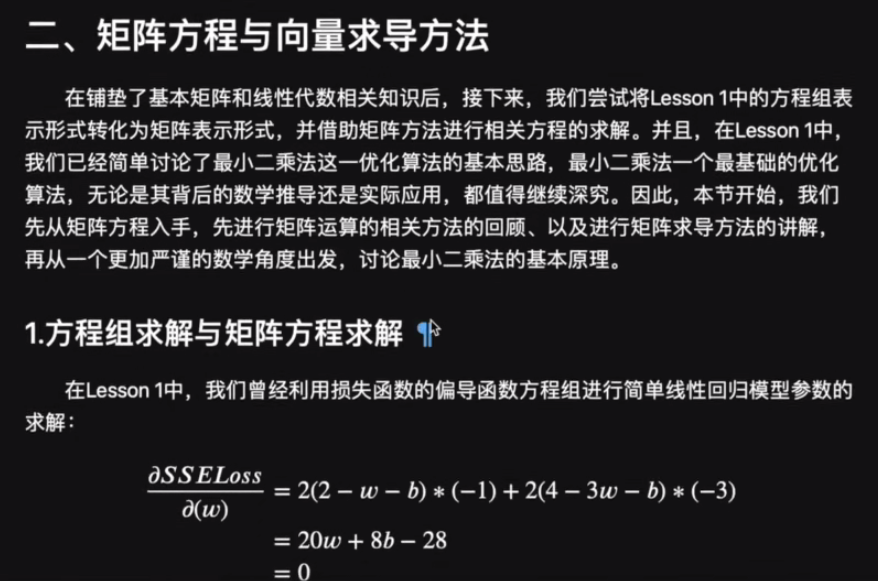 二、矩阵方程与向量求导方法
在铺垫了基本矩阵和线性代数相关知识后，接下来，我们尝试将Lesson 1中的方程组表
示形式转化为矩阵表示形式，并借助矩阵方法进行相关方程的求解。并且，在Lesson 1中，
我们已经简单讨论了最小二乘法这一优化算法的基本思路，最小二乘法一个最基础的优化
算法，无论是其背后的数学推导还是实际应用，都值得继续深究。因此，本节开始，我们
先从矩阵方程入手，先进行矩阵运算的相关方法的回顾、以及进行矩阵求导方法的讲解，
再从一个更加严谨的数学角度出发，讨论最小二乘法的基本原理。
1.方程组求解与矩阵方程求解 ¶
在Lesson 1中，我们曾经利用损失函数的偏导函数方程组进行简单线性回归模型参数的
求解：
∂SSELoss
∂(w)
= 2(2 − w − b) ∗ (−1) + 2(4 − 3w − b) ∗ (−3)
= 20w + 8b − 28
= 0